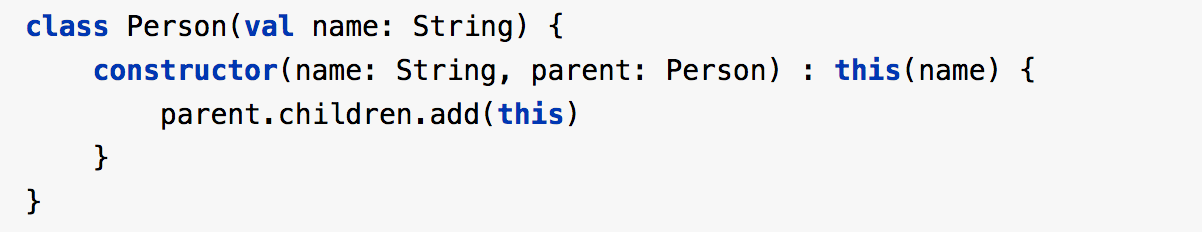 class Person(val name: String) {
    constructor(name: String, parent: Person) : this(name) {
        parent.children.add(this)
    }
}